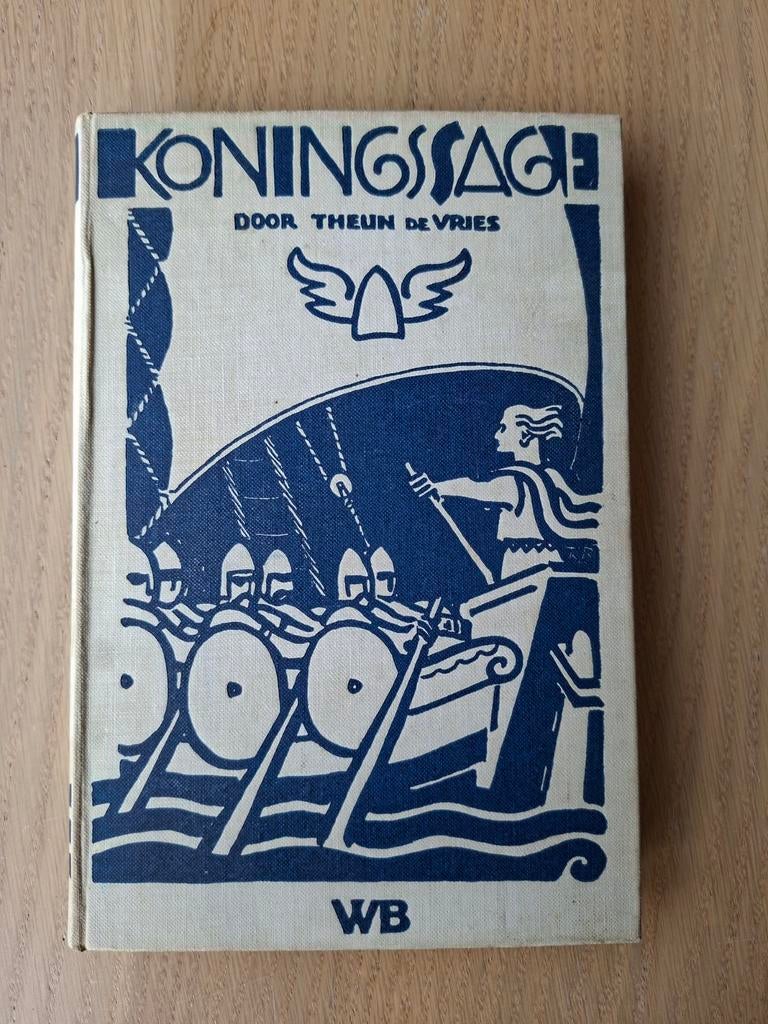 KONINGSSAGE
DOOR THEUN DE VRIES
WB